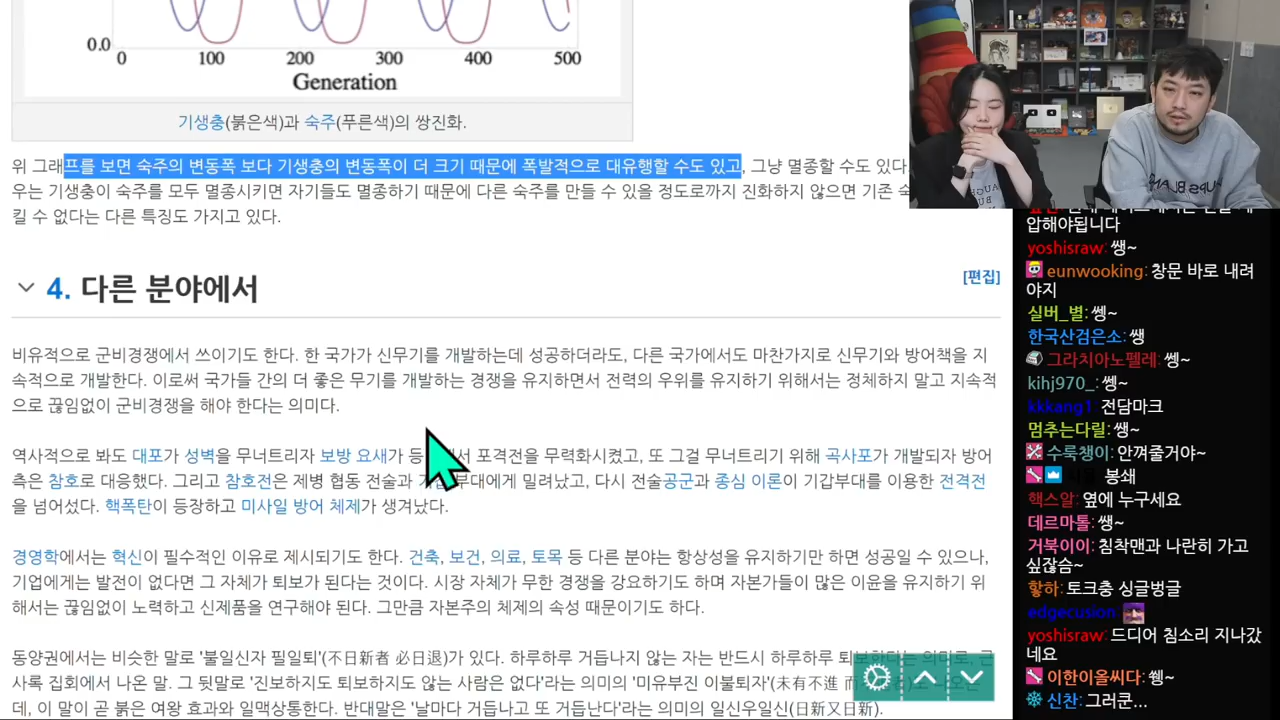 0.0
0 100 200 300 400 500
Generation
기생충(붉은색)과 숙주(푸른색)의 쌍진화.
위 그래프를 보면 숙주의 변동폭 보다 기생충의 변동폭이 더 크기 때문에 폭발적으로 대유행할 수도 있고, 그냥 멸종할 수도 있다.
우는 기생충이 숙주를 모두 멸종시키면 자기들도 멸종하기 때문에 다른 숙주를 만들 수 있을 정도로까지 진화하지 않으면 기존 숙
킬 수 없다는 다른 특징도 가지고 있다.
4. 다른 분야에서
[편집]
비유적으로 군비경쟁에서 쓰이기도 한다. 한 국가가 신무기를 개발하는데 성공하더라도, 다른 국가에서도 마찬가지로 신무기와 방어책을 지
속적으로 개발한다. 이로써 국가들 간의 더 좋은 무기를 개발하는 경쟁을 유지하면서 전력의 우위를 유지하기 위해서는 정체하지 말고 지속적
으로 끊임없이 군비경쟁을 해야 한다는 의미다.
역사적으로 봐도 대포가 성벽을 무너트리자 보방 요새가 포격전을 무력화시켰고, 또 그걸 무너트리기 위해 곡사포가 개발되자 방어
측은 참호로 대응했다. 그리고 참호전은 제병 협동 전술과 밀려났고, 다시 전술공군과 종심 이론이 기갑부대를 이용한 전격전
을 넘어섰다. 핵폭탄이 등장하고 미사일 방어 체제가 생겨났다.
경영학에서는 혁신이 필수적인 이유로 제시되기도 한다. 건축, 보건, 의료, 토목 등 다른 분야는 항상성을 유지하기만 하면 성공일 수 있으나,
기업에게는 발전이 없다면 그 자체가 퇴보가 된다는 것이다. 시장 자체가 무한 경쟁을 강요하기도 하며 자본가들이 많은 이윤을 유지하기 위
해서는 끊임없이 노력하고 신제품을 연구해야 된다. 그만큼 자본주의 체제의 속성 때문이기도 하다.
동양권에서는 비슷한 말로 '불일신자 필일퇴'(不日新者 必日退)가 있다. 하루하루 거듭나지 않는 자는 반드시 하루하루
사록 집회에서 나온 말. 그 뒷말로 '진보하지도 퇴보하지도 않는 사람은 없다'라는 의미의 '미유부진 이불퇴자'(未有不進 而
데, 이 말이 곧 붉은 여왕 효과와 일맥상통한다. 반대말은 '날마다 거듭나고 또 거듭난다'라는 의미의 일신우일신(日新又日新).
압해야됩니다
yoshisraw: 쌩~
eunwooking: 창문 바로 내려
야지
실버_별: 쎙~
한국산검은소: 쌩
그라치아노펠레: 쎙~
kihj970_: 쎙~
kkkang1: 전담마크
멈추는다릴: 쌩~
수룩챙이: 안껴줄거야~
봉쇄
핵스알: 옆에 누구세요
데르마톨: 쌩~
거북이이: 침착맨과 나란히 가고
싶잖슴~
핳하: 토크충 싱글벙글
edgecusion:
yoshisraw: 드디어 침소리 지나갔
네요
이한이올씨다: 쌩~
신찬: 그러쿤...